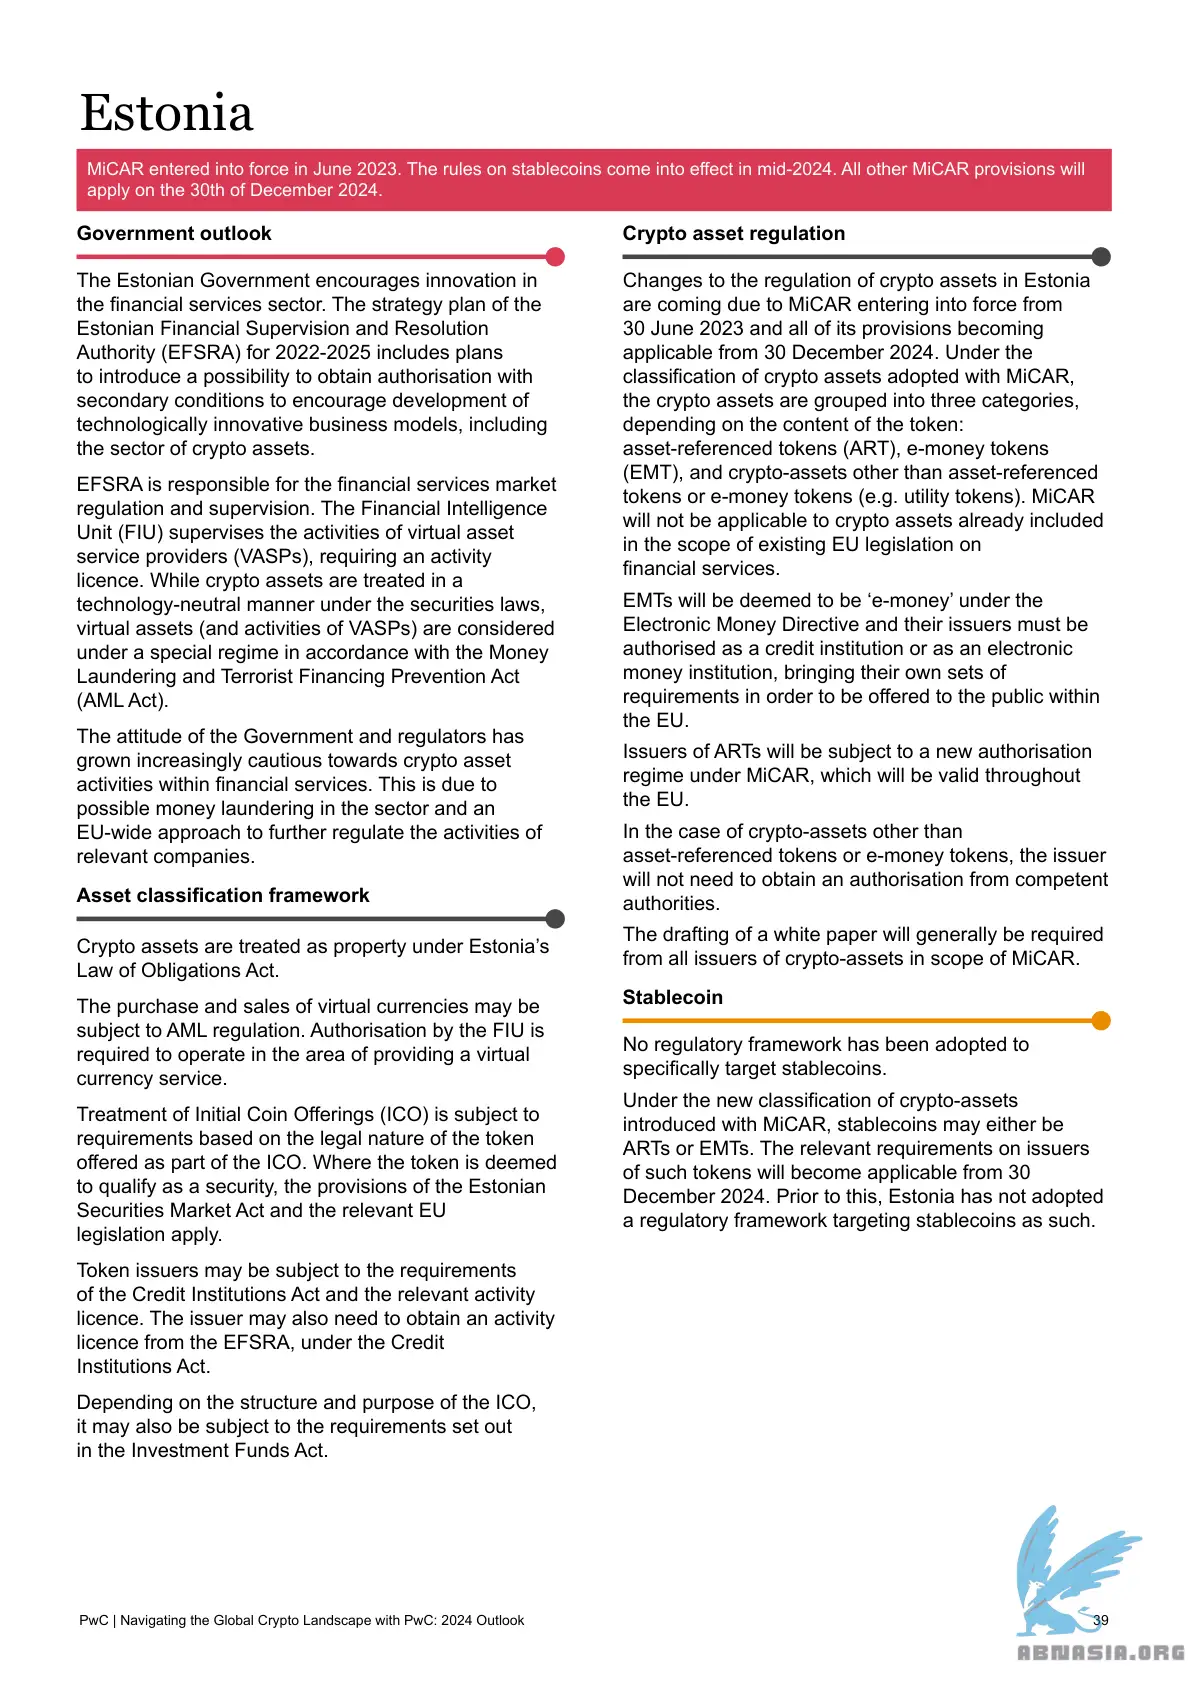 Estonia
MiCAR entered into force in June 2023. The rules on stablecoins come into effect in mid-2024. All other MiCAR provisions will
apply on the 30th of December 2024.
Government outlook
The Estonian Government encourages innovation in
the financial services sector. The strategy plan of the
Estonian Financial Supervision and Resolution
Authority (EFSRA) for 2022-2025 includes plans
to introduce a possibility to obtain authorisation with
secondary conditions to encourage development of
technologically innovative business models, including
the sector of crypto assets.
EFSRA is responsible for the financial services market
regulation and supervision. The Financial Intelligence
Unit (FIU) supervises the activities of virtual asset
service providers (VASPs), requiring an activity
licence. While crypto assets are treated in a
technology-neutral manner under the securities laws,
virtual assets (and activities of VASPs) are considered
under a special regime in accordance with the Money
Laundering and Terrorist Financing Prevention Act
(AML Act).
The attitude of the Government and regulators has
grown increasingly cautious towards crypto asset
activities within financial services. This is due to
possible money laundering in the sector and an
EU-wide approach to further regulate the activities of
relevant companies.
Asset classification framework
Crypto assets are treated as property under Estonia’s
Law of Obligations Act.
The purchase and sales of virtual currencies may be
subject to AML regulation. Authorisation by the FIU is
required to operate in the area of providing a virtual
currency service.
Treatment of Initial Coin Offerings (ICO) is subject to
requirements based on the legal nature of the token
offered as part of the ICO. Where the token is deemed
to qualify as a security, the provisions of the Estonian
Securities Market Act and the relevant EU
legislation apply.
Token issuers may be subject to the requirements
of the Credit Institutions Act and the relevant activity
licence. The issuer may also need to obtain an activity
licence from the EFSRA, under the Credit
Institutions Act.
Depending on the structure and purpose of the ICO,
it may also be subject to the requirements set out
in the Investment Funds Act.
Crypto asset regulation
Changes to the regulation of crypto assets in Estonia
are coming due to MiCAR entering into force from
30 June 2023 and all of its provisions becoming
applicable from 30 December 2024. Under the
classification of crypto assets adopted with MiCAR,
the crypto assets are grouped into three categories,
depending on the content of the token:
asset-referenced tokens (ART), e-money tokens
(EMT), and crypto-assets other than asset-referenced
tokens or e-money tokens (e.g. utility tokens). MiCAR
will not be applicable to crypto assets already included
in the scope of existing EU legislation on
financial services.
EMTs will be deemed to be ‘e-money’ under the
Electronic Money Directive and their issuers must be
authorised as a credit institution or as an electronic
money institution, bringing their own sets of
requirements in order to be offered to the public within
the EU.
Issuers of ARTs will be subject to a new authorisation
regime under MiCAR, which will be valid throughout
the EU.
In the case of crypto-assets other than
asset-referenced tokens or e-money tokens, the issuer
will not need to obtain an authorisation from competent
authorities.
The drafting of a white paper will generally be required
from all issuers of crypto-assets in scope of MiCAR.
Stablecoin
No regulatory framework has been adopted to
specifically target stablecoins.
Under the new classification of crypto-assets
introduced with MiCAR, stablecoins may either be
ARTs or EMTs. The relevant requirements on issuers
of such tokens will become applicable from 30
December 2024. Prior to this, Estonia has not adopted
a regulatory framework targeting stablecoins as such.
PwC | Navigating the Global Crypto Landscape with PwC: 2024 Outlook
39
ABNASIA.ORG